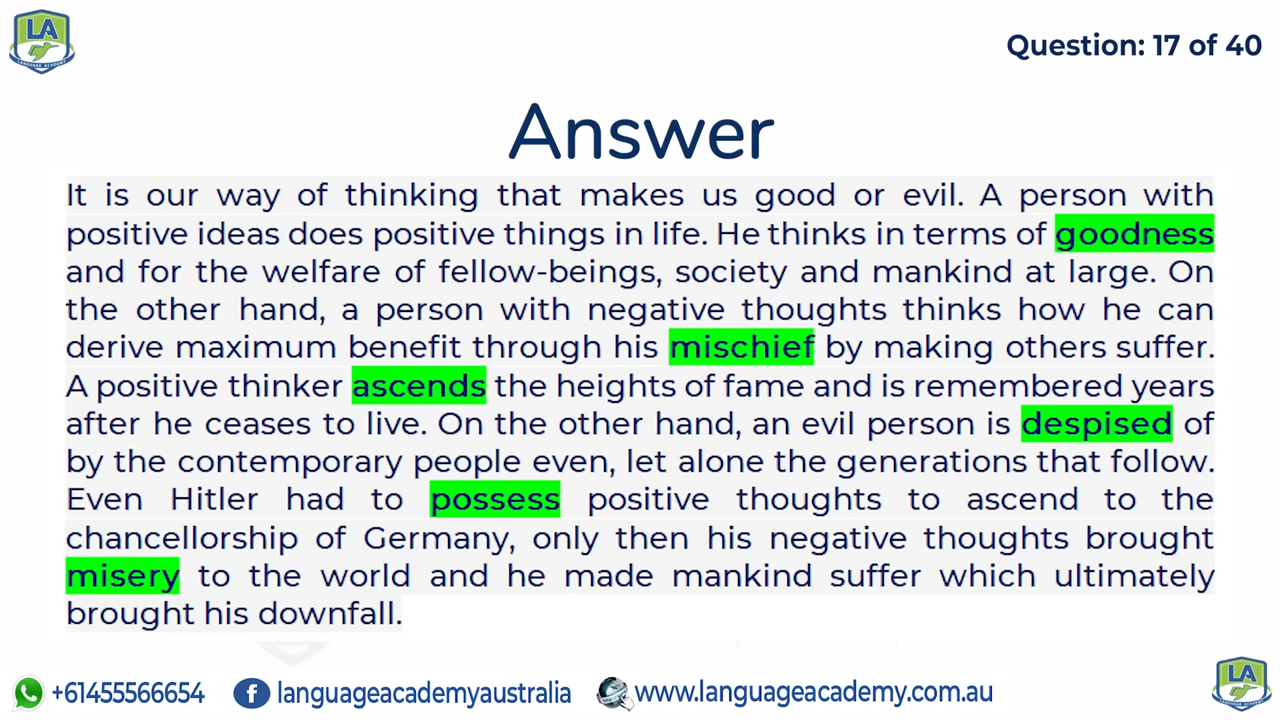 LA
LANGUAGE ACADEMY
Question: 17 of 40
Answer
It is our way of thinking that makes us good or evil. A person with
positive ideas does positive things in life. He thinks in terms of goodness
and for the welfare of fellow-beings, society and mankind at large. On
the other hand, a person with negative thoughts thinks how he can
derive maximum benefit through his mischief by making others suffer.
A positive thinker ascends the heights of fame and is remembered years
after he ceases to live. On the other hand, an evil person is despised of
by the contemporary people even, let alone the generations that follow.
Even Hitler had to possess positive thoughts to ascend to the
chancellorship of Germany, only then his negative thoughts brought
misery to the world and he made mankind suffer which ultimately
brought his downfall.
+61455566654 languageacademyaustralia www.languageacademy.com.au
LA
LANGUAGE ACADEMY